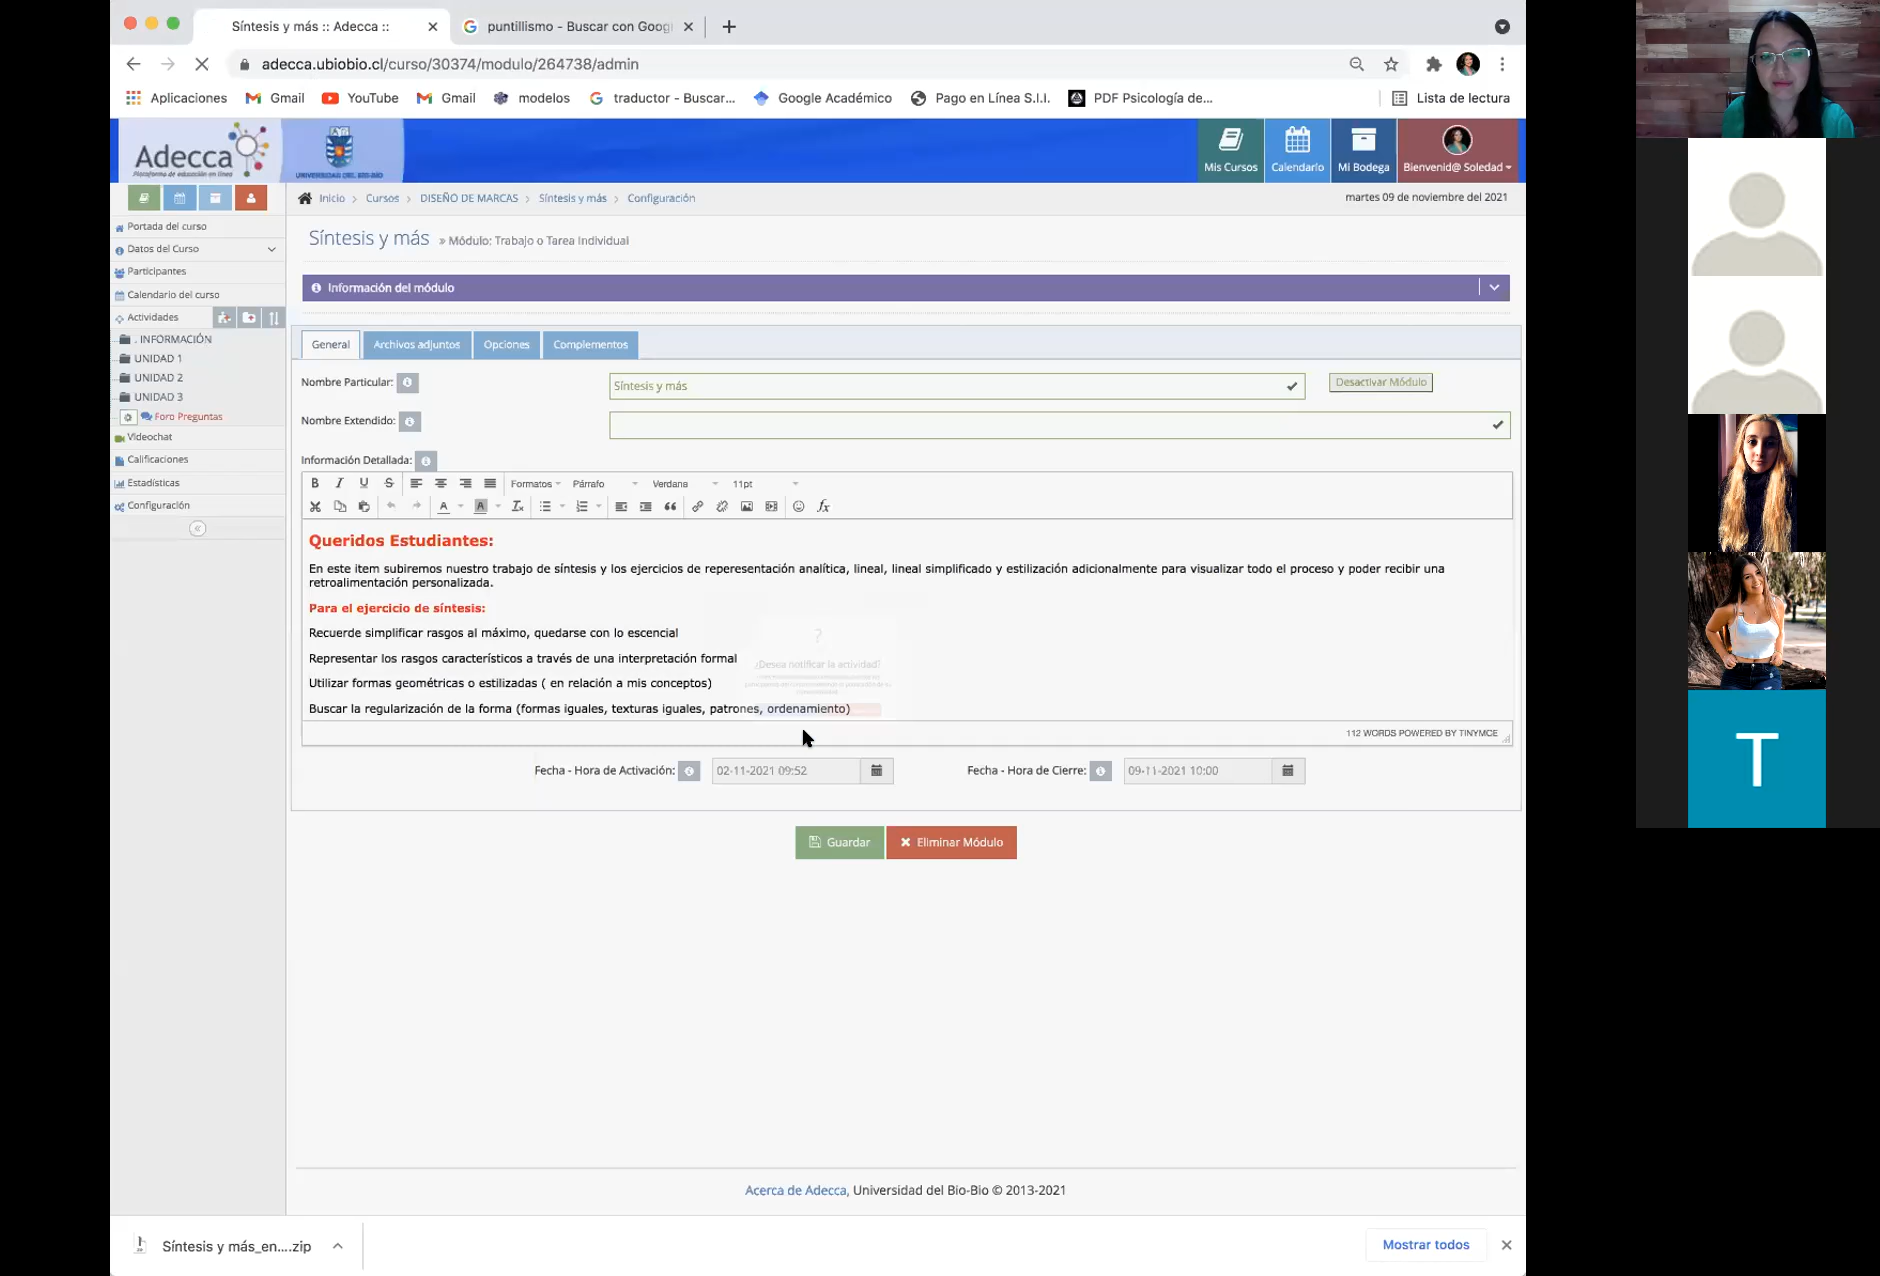 Síntesis y más :: Adecca ::
puntillismo - Buscar con Goog
adecca.ubiobio.cl/curso/30374/modulo/264738/admin
Aplicaciones Gmail YouTube Gmail modelos traductor - Buscar... Google Académico Pago en Línea S.I.I. PDF Psicología de... Lista de lectura
Adecca
Plataforma de educación en línea
UNIVERSIDAD DEL BIO-BIO
Mis Cursos Calendario Mi Bodega Bienvenid@ Soledad
Inicio > Cursos > DISEÑO DE MARCAS > Síntesis y más > Configuración
martes 09 de noviembre del 2021
Portada del curso
Datos del Curso
Participantes
Calendario del curso
Actividades
. INFORMACIÓN
UNIDAD 1
UNIDAD 2
UNIDAD 3
Foro Preguntas
Videochat
Calificaciones
Estadísticas
Configuración
Síntesis y más » Módulo: Trabajo o Tarea Individual
Información del módulo
General Archivos adjuntos Opciones Complementos
Nombre Particular: Síntesis y más Desactivar Módulo
Nombre Extendido:
Información Detallada:
B I U S Formatos Párrafo Verdana 11pt
Queridos Estudiantes:
En este item subiremos nuestro trabajo de síntesis y los ejercicios de reperesentación analítica, lineal, lineal simplificado y estilización adicionalmente para visualizar todo el proceso y poder recibir una
retroalimentación personalizada.
Para el ejercicio de síntesis:
Recuerde simplificar rasgos al máximo, quedarse con lo escencial
?
Representar los rasgos característicos a través de una interpretación formal
¿Desea notificar la actividad?
Utilizar formas geométricas o estilizadas ( en relación a mis conceptos)
Buscar la regularización de la forma (formas iguales, texturas iguales, patrones, ordenamiento)
112 WORDS POWERED BY TINYMCE
Fecha - Hora de Activación: 02-11-2021 09:52 Fecha - Hora de Cierre: 09-11-2021 10:00
Guardar Eliminar Módulo
Acerca de Adecca, Universidad del Bio-Bio © 2013-2021
Síntesis y más_en....zip
Mostrar todos
T